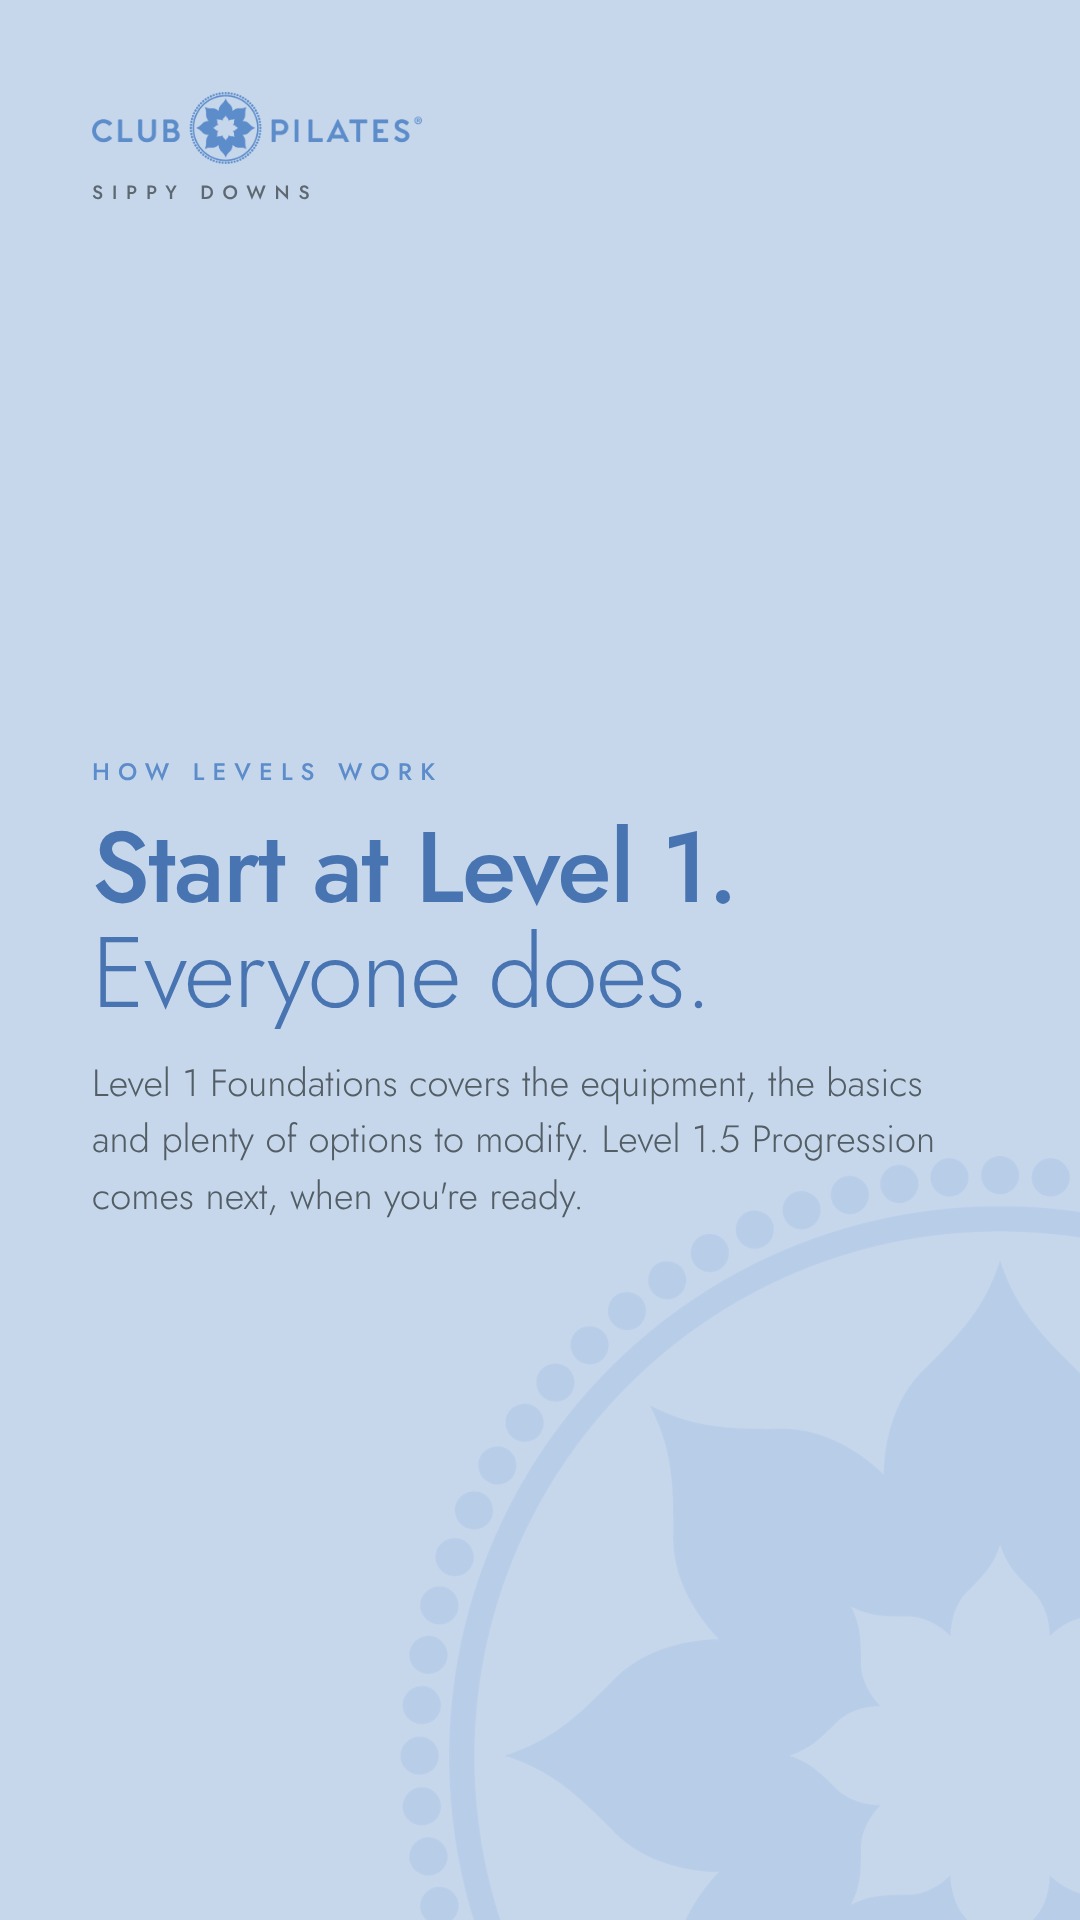 CLUB PILATES®
SIPPY DOWNS
HOW LEVELS WORK
Start at Level 1.
Everyone does.
Level 1 Foundations covers the equipment, the basics
and plenty of options to modify. Level 1.5 Progression
comes next, when you're ready.